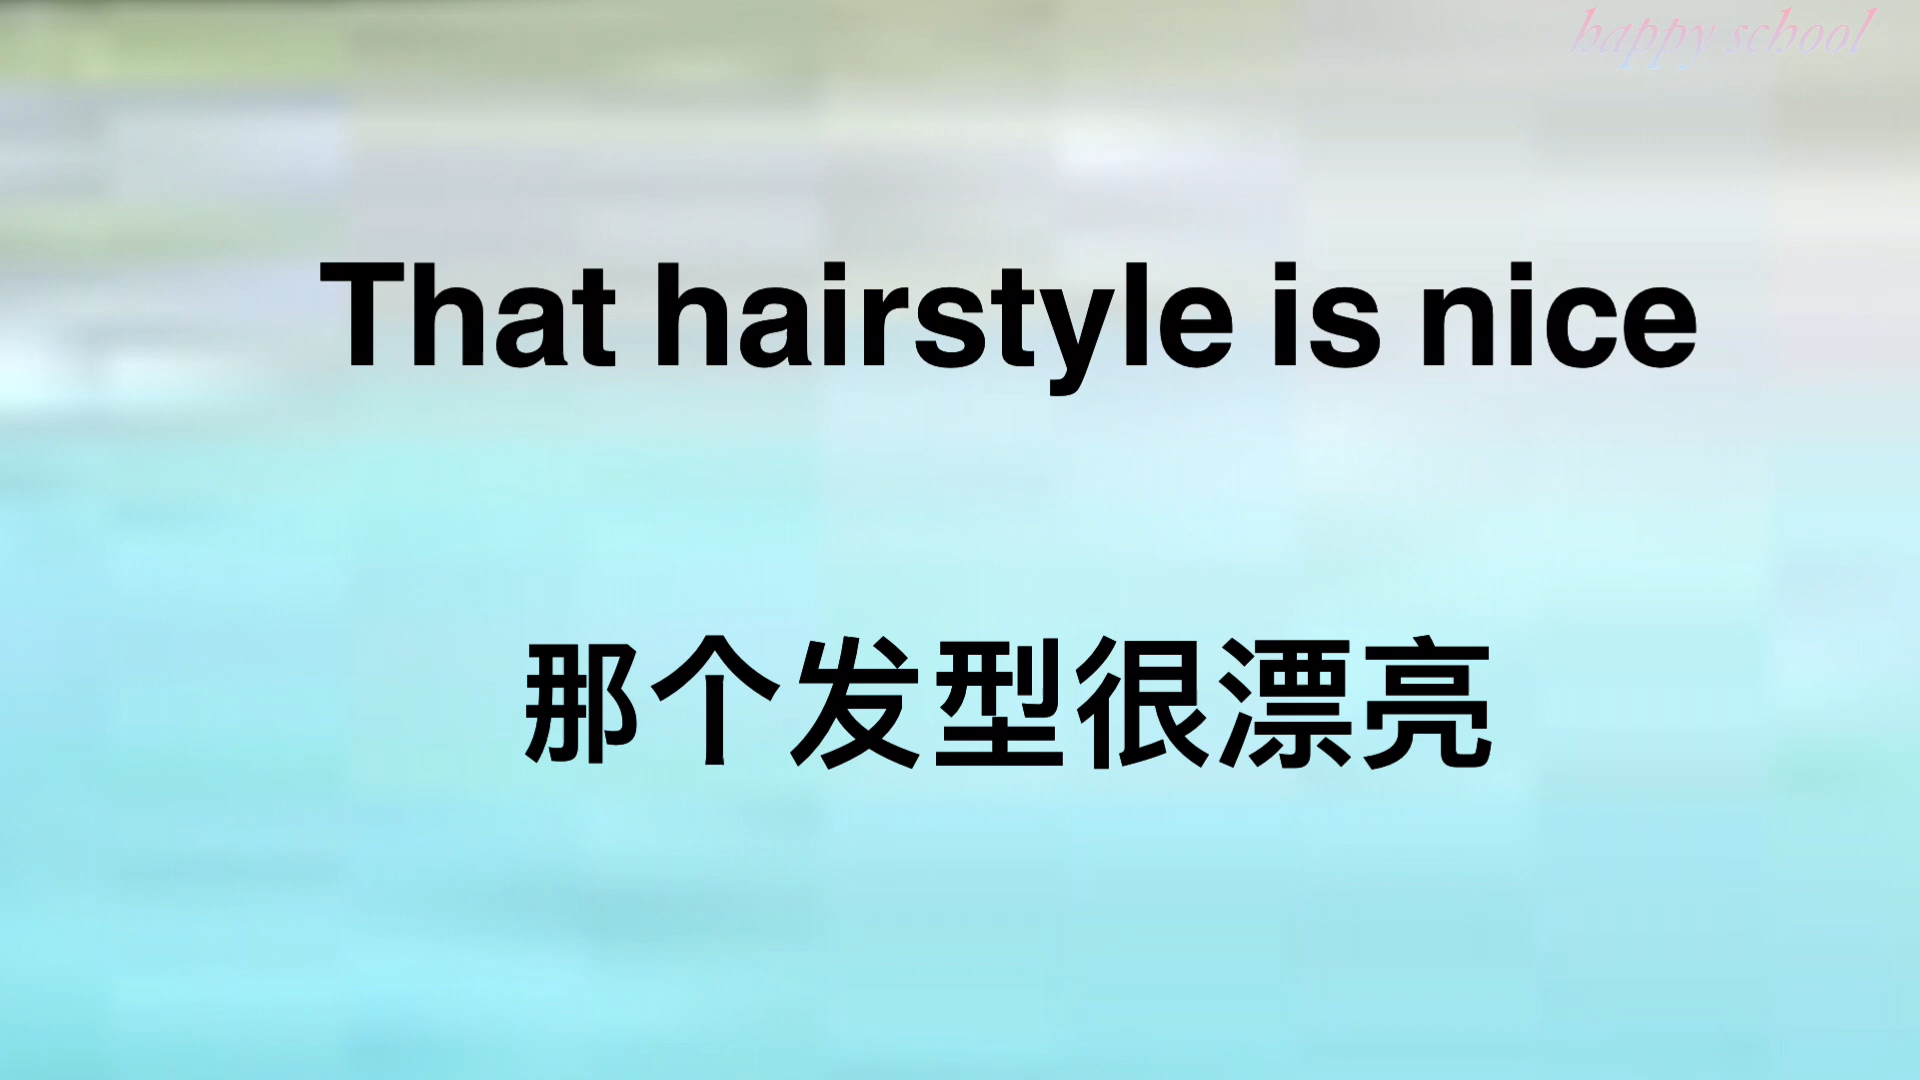 happy school
That hairstyle is nice
那个发型很漂亮